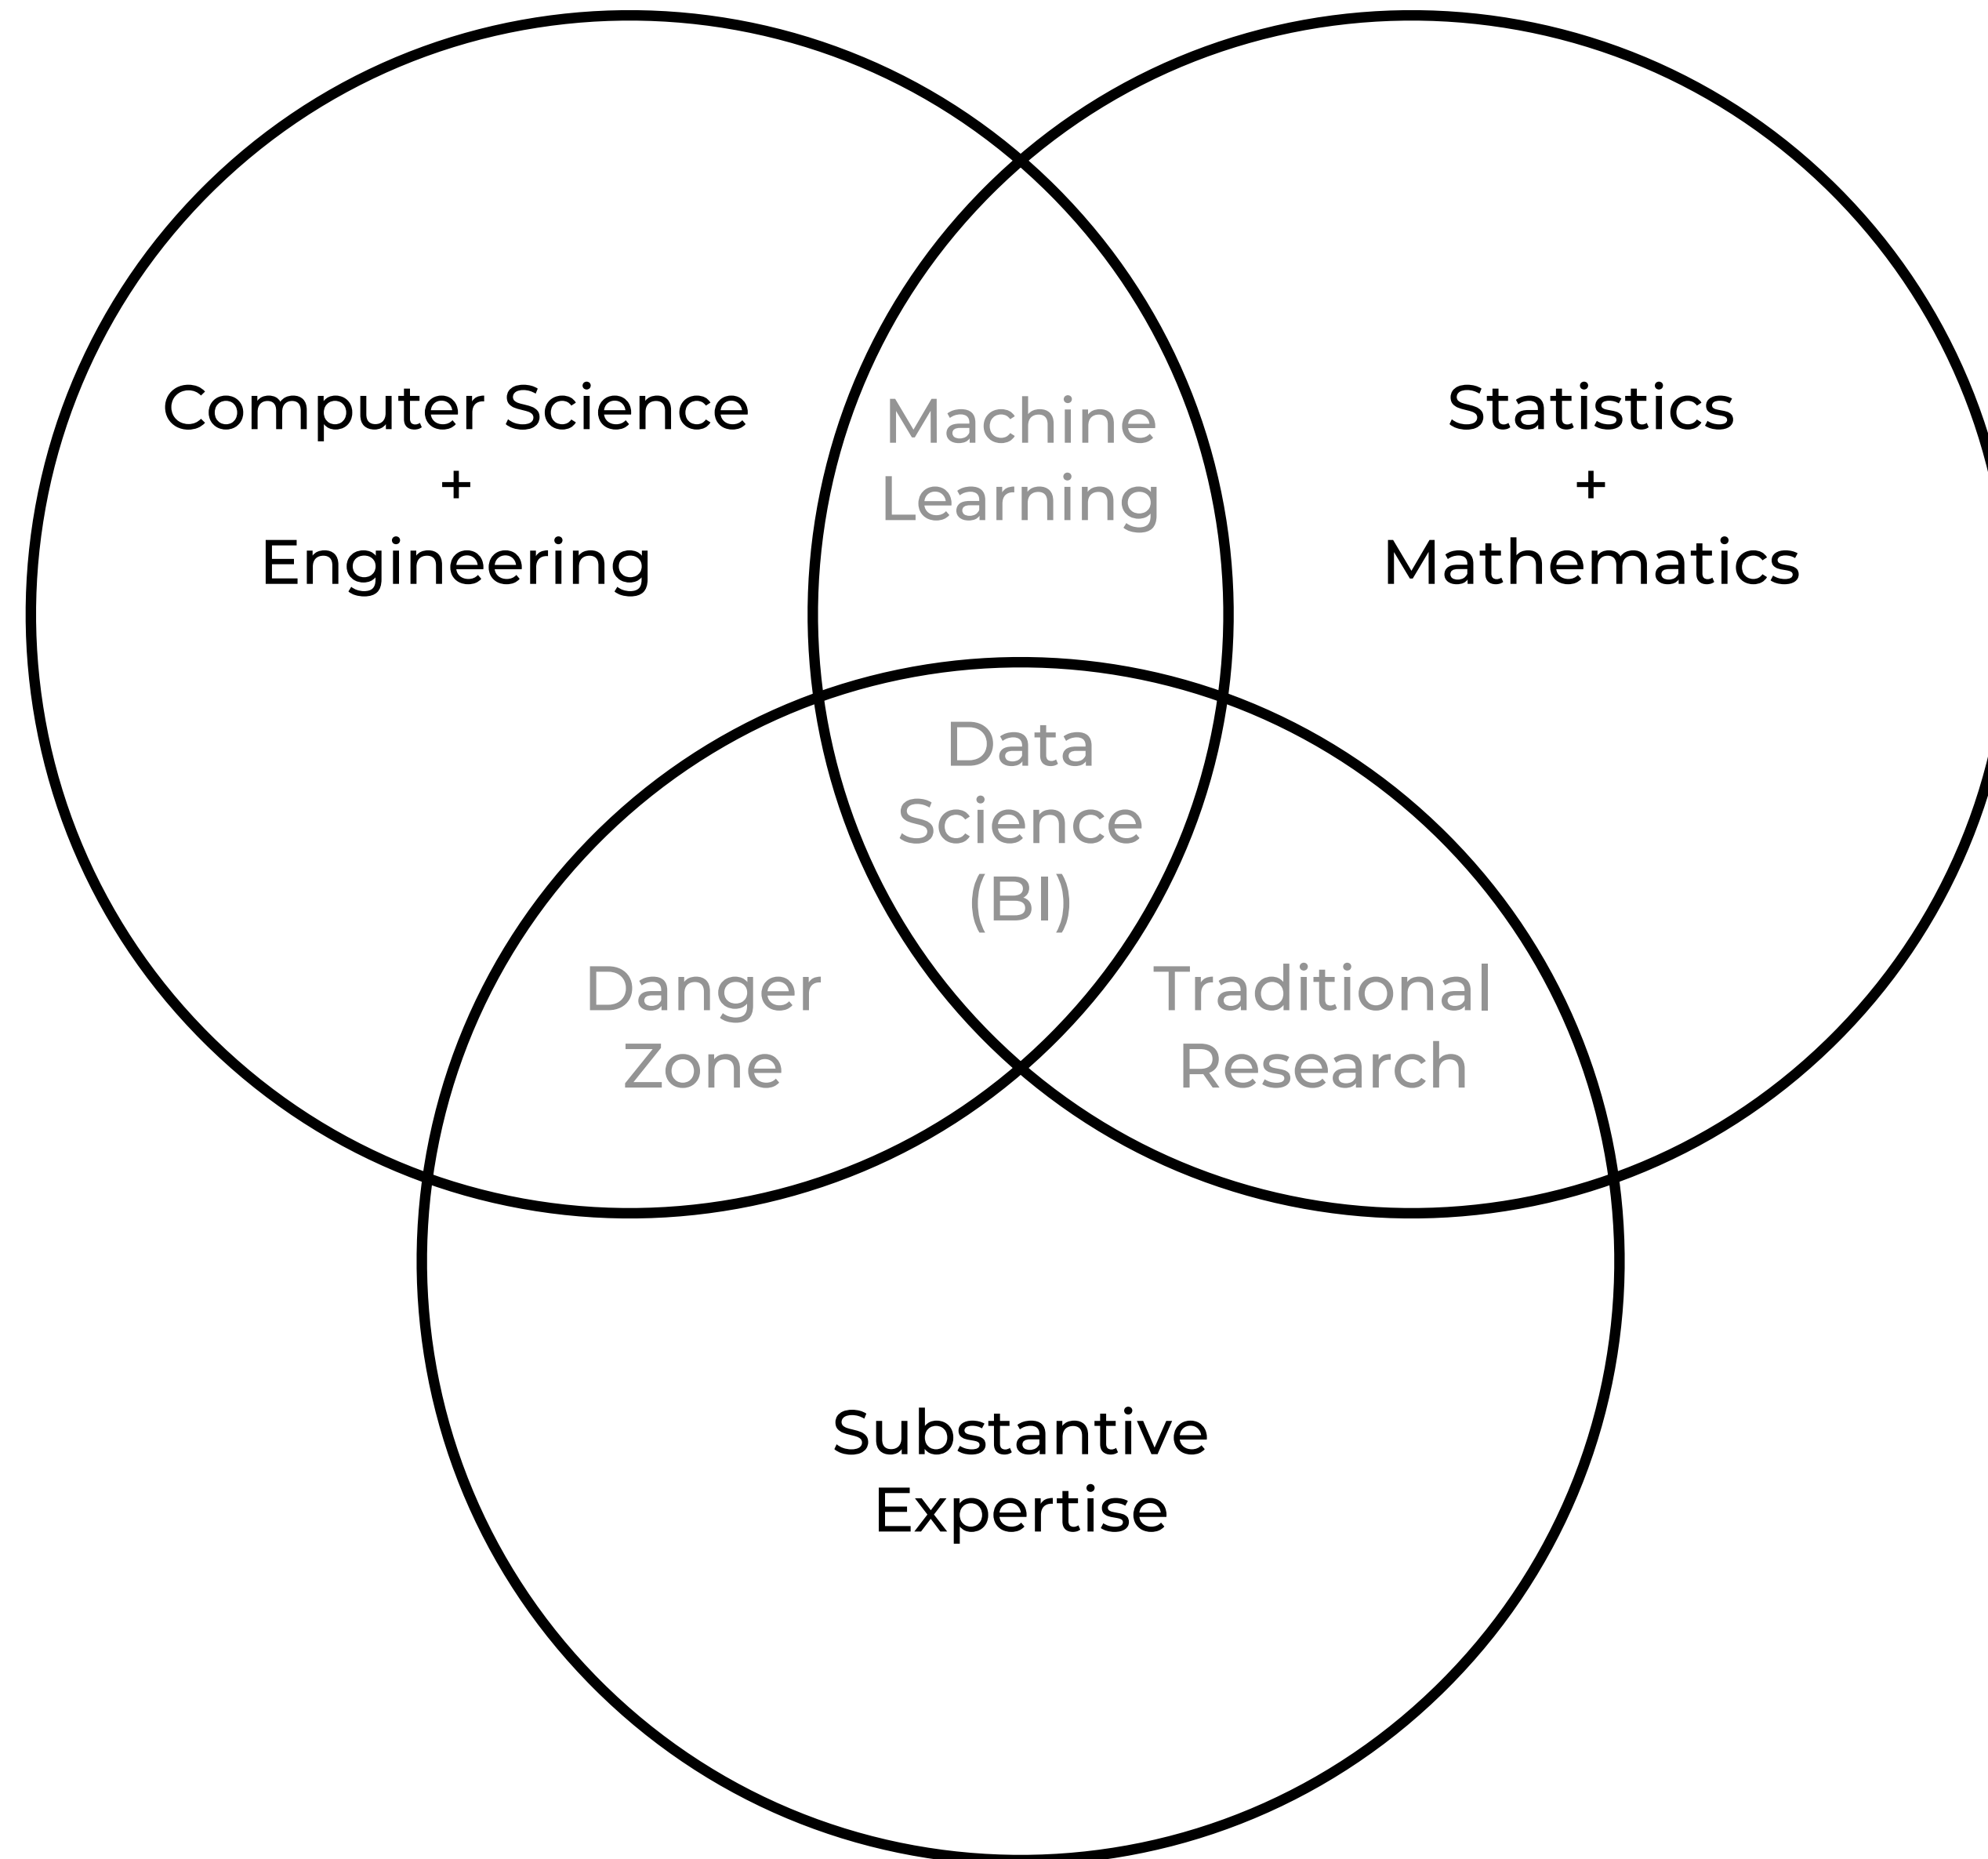 Computer Science
+
Engineering
Machine
Learning
Statistics
+
Mathematics
Data
Science
(BI)
Danger
Zone
Traditional
Research
Substantive
Expertise